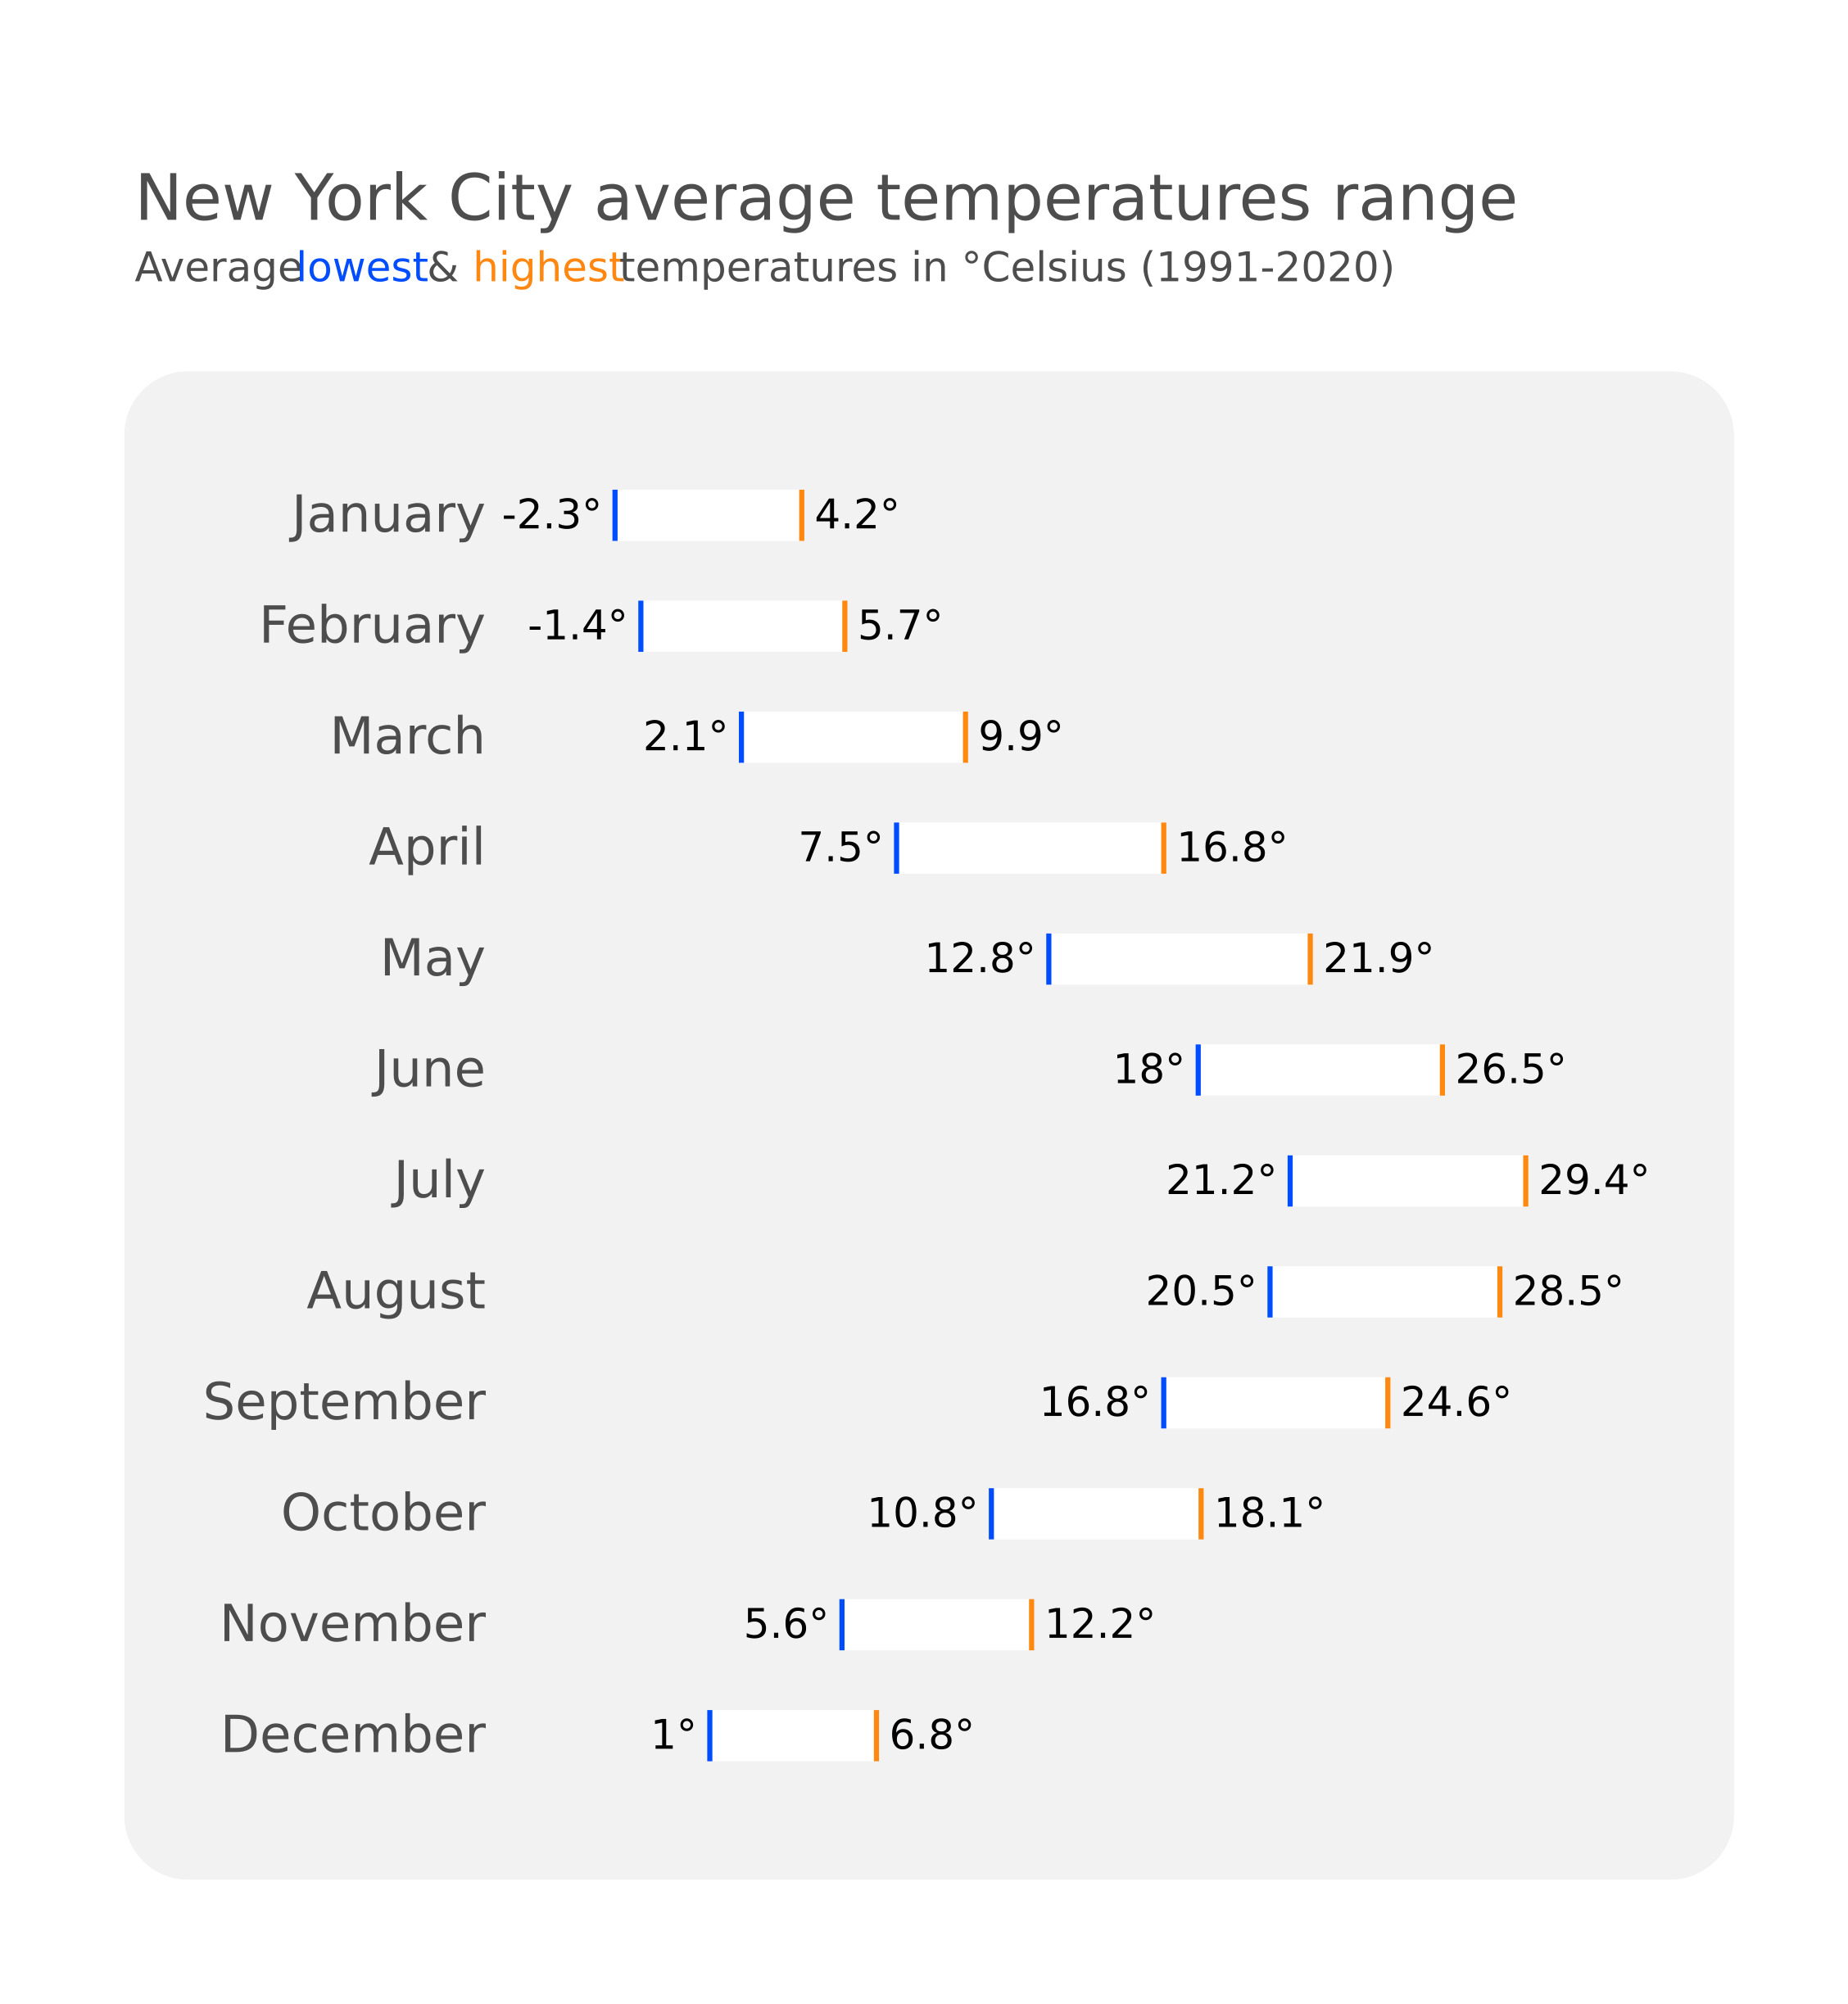 New York City average temperatures range
Average lowest & highest temperatures in °Celsius (1991-2020)
January -2.3° 4.2°
February -1.4° 5.7°
March 2.1° 9.9°
April 7.5° 16.8°
May 12.8° 21.9°
June 18° 26.5°
July 21.2° 29.4°
August 20.5° 28.5°
September 16.8° 24.6°
October 10.8° 18.1°
November 5.6° 12.2°
December 1° 6.8°